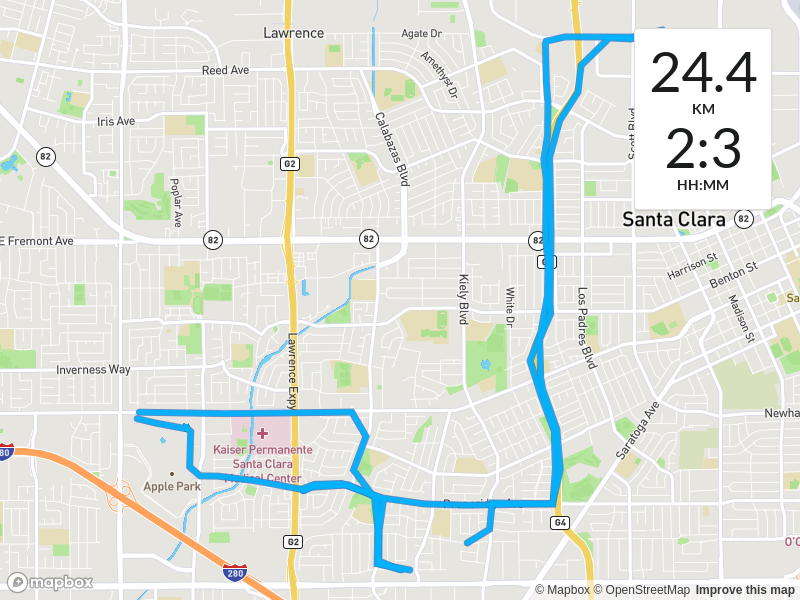 Lawrence
Agate Dr
Reed Ave
Amethyst Dr
24.4
KM
2:3
HH:MM
Iris Ave
Calabazas Blvd
Scott Blvd
82
G2
Poplar Ave
Santa Clara
82
E Fremont Ave
82
82
82
Harrison St
Benton St
Kiely Blvd
White Dr
Los Padres Blvd
Madison St
Lawrence Expy
Inverness Way
Saratoga Ave
Kaiser Permanente
Santa Clara
Medical Center
Apple Park
G4
G2
280
mapbox
© Mapbox © OpenStreetMap Improve this map